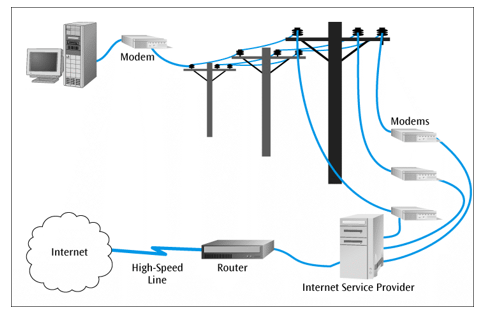 Modem
Modems
Internet
High-Speed
Line
Router
Internet Service Provider